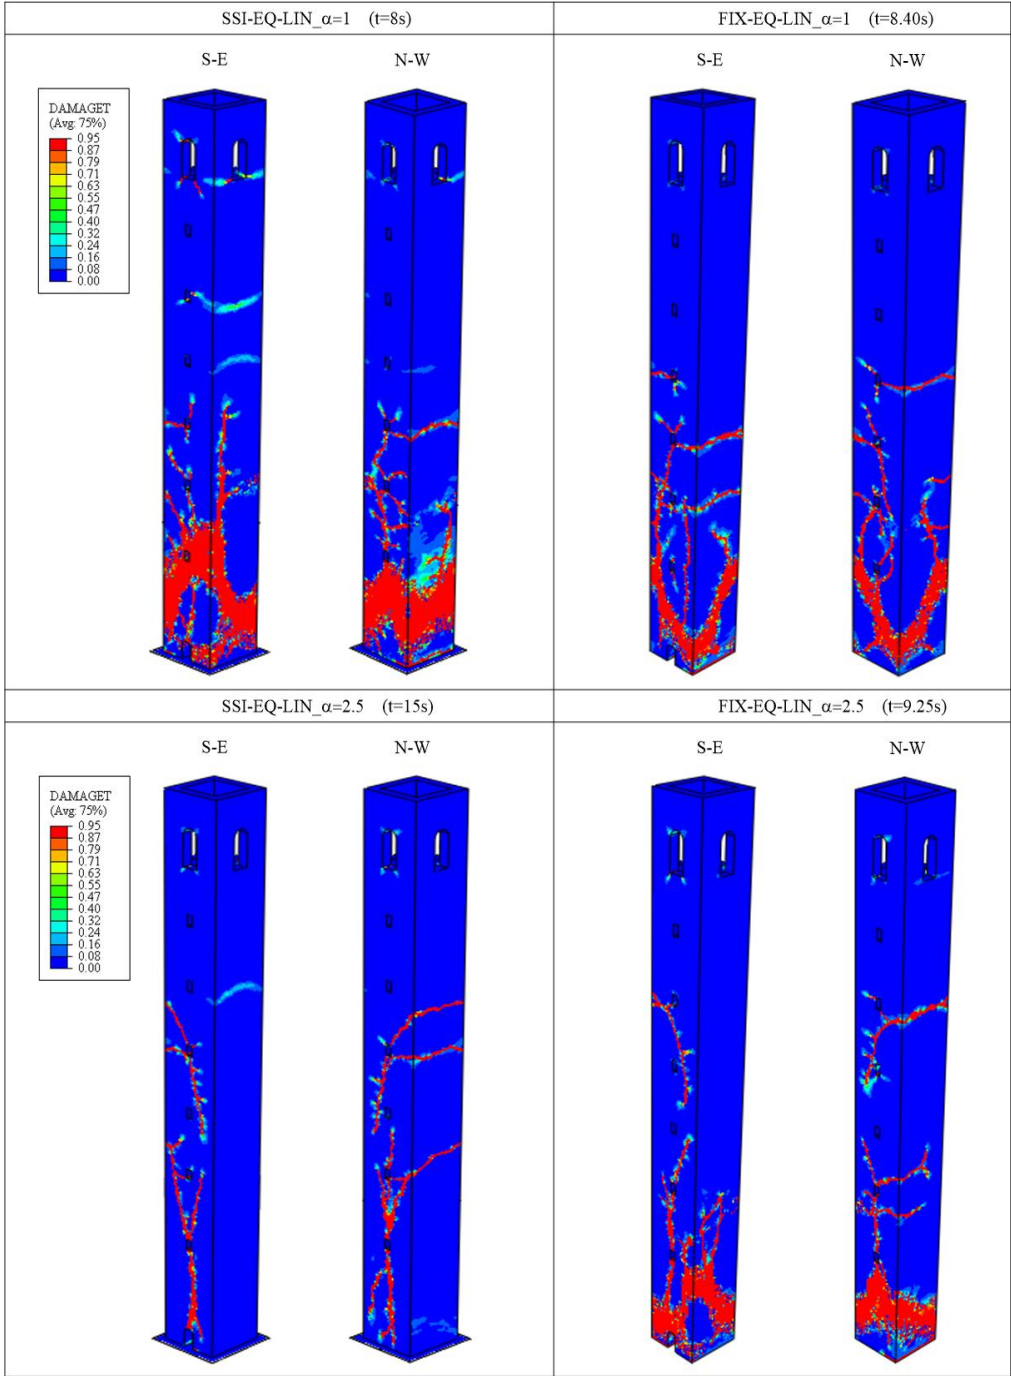 SSI-EQ-LIN_α=1 (t=8s)
FIX-EQ-LIN_α=1 (t=8.40s)
S-E
N-W
S-E
N-W
DAMAGET
(Avg: 75%)
0.95
0.87
0.79
0.71
0.63
0.55
0.47
0.40
0.32
0.24
0.16
0.08
0.00
SSI-EQ-LIN_α=2.5 (t=15s)
FIX-EQ-LIN_α=2.5 (t=9.25s)
S-E
N-W
S-E
N-W
DAMAGET
(Avg: 75%)
0.95
0.87
0.79
0.71
0.63
0.55
0.47
0.40
0.32
0.24
0.16
0.08
0.00